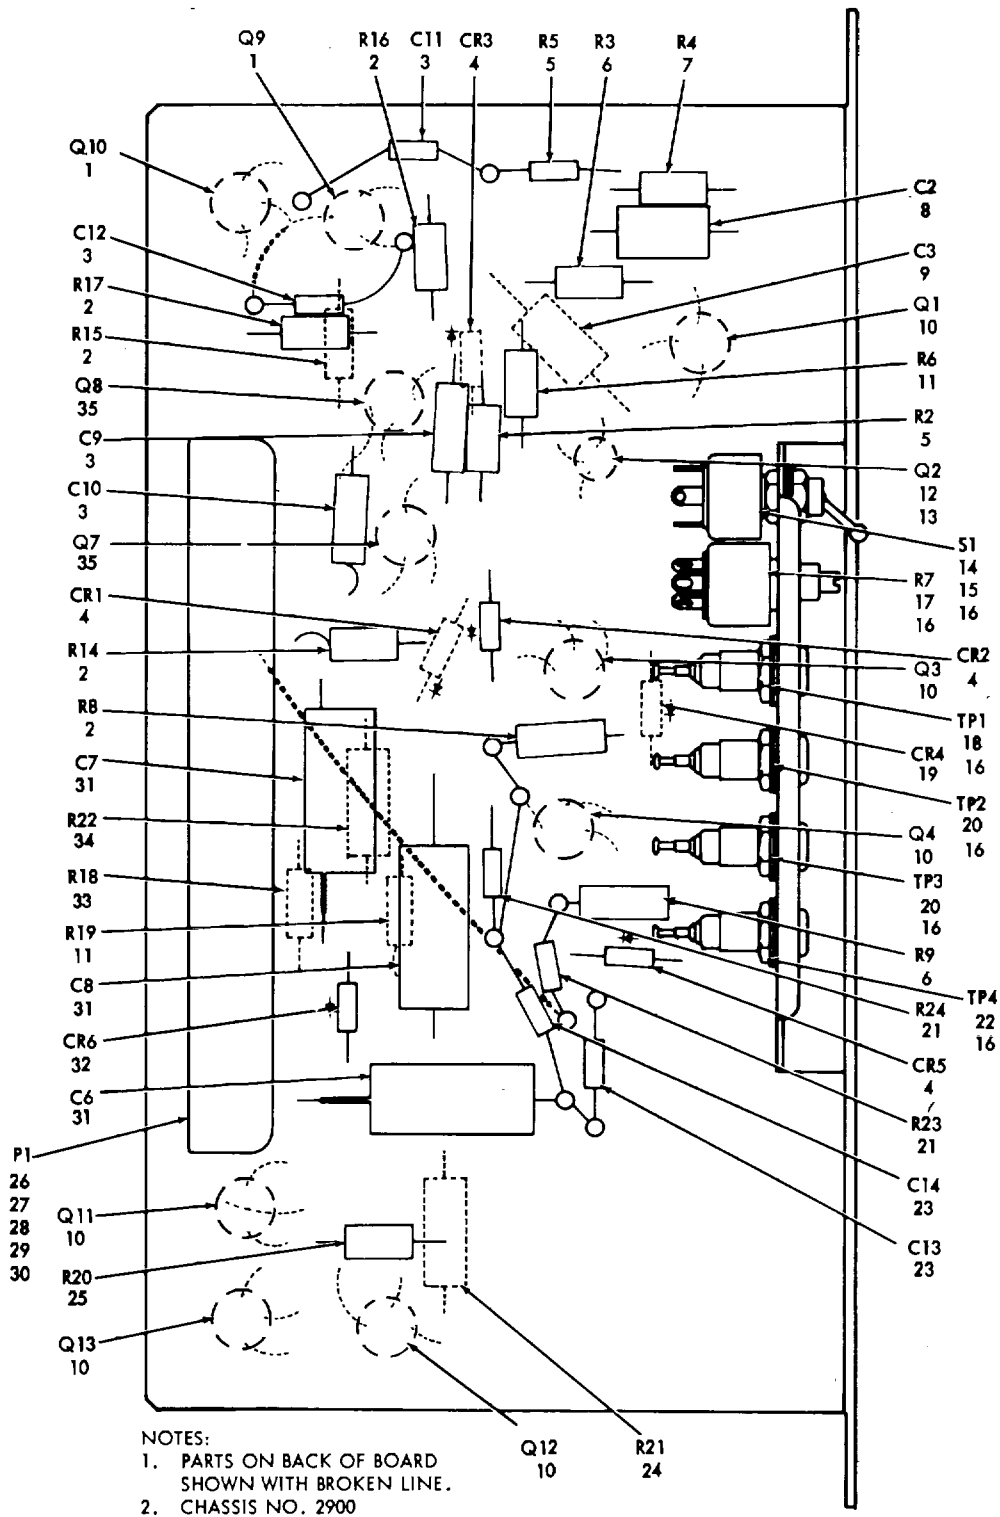 Q9
1
R16
2
C11
3
CR3
4
R5
5
R3
6
R4
7
Q10
1
C12
3
R17
2
R15
2
Q8
35
C9
3
C10
3
Q7
35
CR1
4
R14
2
R8
2
C7
31
R22
34
R18
33
R19
11
C8
31
CR6
32
C6
31
P1
26
27
28
29
30
Q11
10
R20
25
Q13
10
C2
8
C3
9
Q1
10
R6
11
R2
5
Q2
12
13
S1
14
15
16
R7
17
16
CR2
4
Q3
10
TP1
18
16
CR4
19
TP2
20
16
Q4
10
TP3
20
16
R9
6
TP4
22
16
R24
21
CR5
4
R23
21
C14
23
C13
23
Q12
10
R21
24
NOTES:
1. PARTS ON BACK OF BOARD
SHOWN WITH BROKEN LINE.
2. CHASSIS NO. 2900